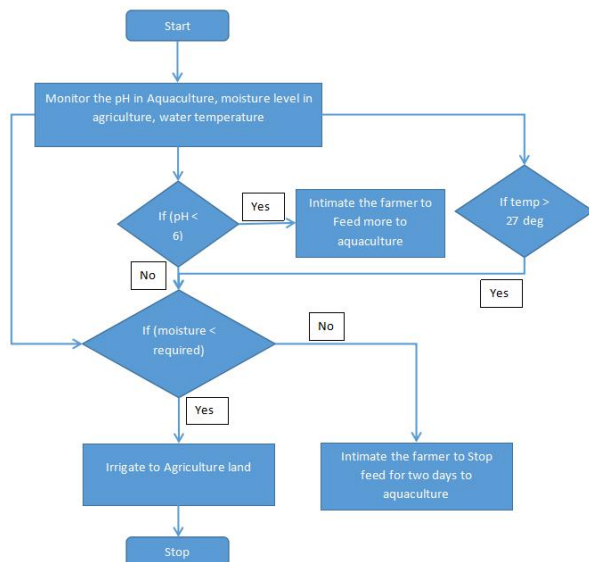 Start
Monitor the pH in Aquaculture, moisture level in
agriculture, water temperature
If (pH <
6)
Yes
Intimate the farmer to
Feed more to
aquaculture
If temp >
27 deg
No
Yes
If (moisture <
required)
No
Yes
Irrigate to Agriculture land
Intimate the farmer to Stop
feed for two days to
aquaculture
Stop